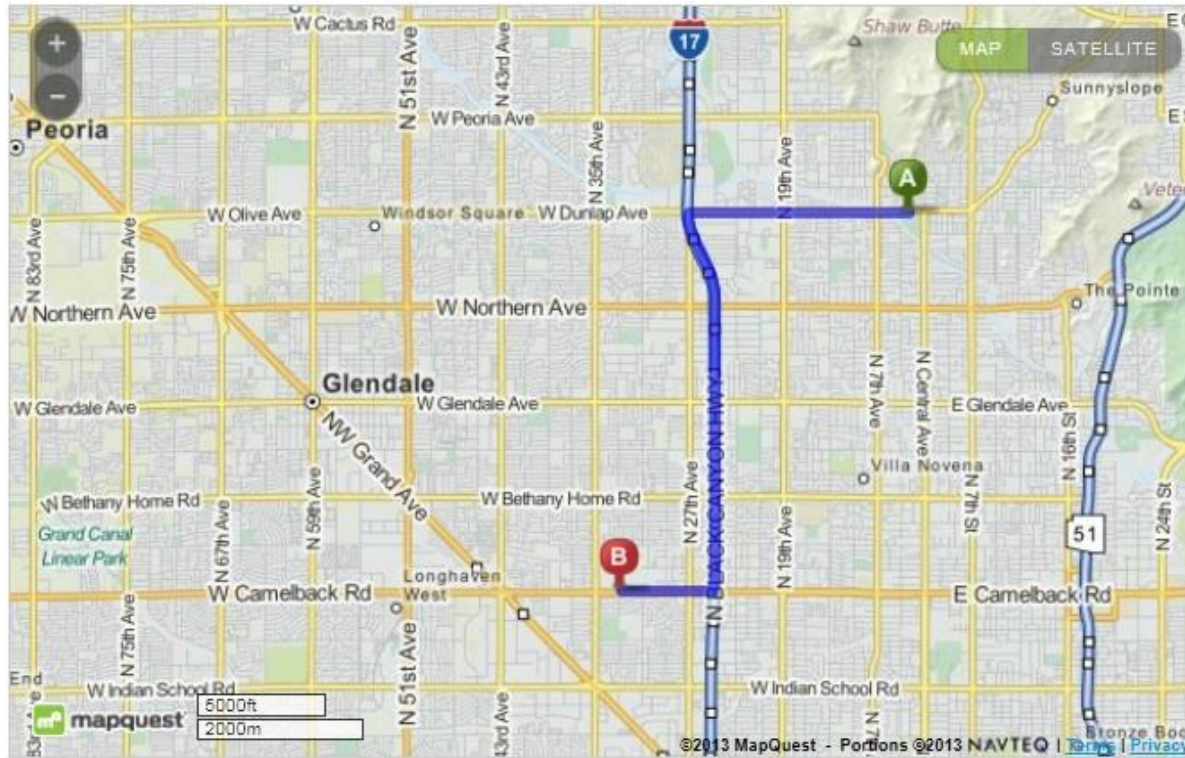 W Cactus Rd
17
Shaw Butte
MAP
SATELLITE
Sunnyslope
N 51st Ave
N 43rd Ave
W Peoria Ave
Peoria
N 35th Ave
N 19th Ave
A
Vete
W Olive Ave
Windsor Square
W Dunlap Ave
N 83rd Ave
N 75th Ave
The Pointe
W Northern Ave
W Northern Ave
Glendale
W Glendale Ave
W Glendale Ave
E Glendale Ave
NW Grand Ave
N 7th Ave
N Central Ave
N 16th St
Villa Novena
W Bethany Home Rd
W Bethany Home Rd
N 27th Ave
N 7th St
N 24th St
Grand Canal
Linear Park
N 67th Ave
N 59th Ave
51
B
N 19th Ave
Longhaven
West
W Camelback Rd
E Camelback Rd
N 75th Ave
N 51st Ave
End
W Indian School Rd
W Indian School Rd
mapquest
5000ft
2000m
83rd Ave
43rd Ave
N 7th Ave
©2013 MapQuest - Portions ©2013 NAVTEQ | Terms | Privacy